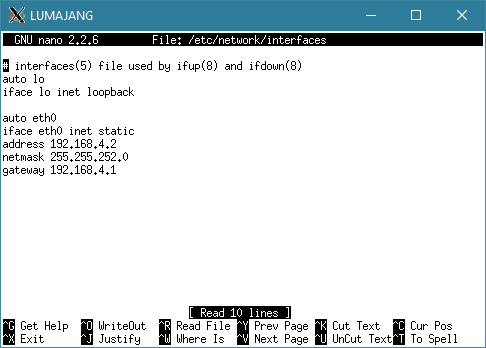 LUMAJANG
GNU nano 2.2.6 File: /etc/network/interfaces
# interfaces(5) file used by ifup(8) and ifdown(8)
auto lo
iface lo inet loopback
auto eth0
iface eth0 inet static
address 192.168.4.2
netmask 255.255.252.0
gateway 192.168.4.1
[ Read 10 lines ]
^G Get Help ^O WriteOut ^R Read File ^Y Prev Page ^K Cut Text ^C Cur Pos
^X Exit ^J Justify ^W Where Is ^V Next Page ^U UnCut Text ^T To Spell